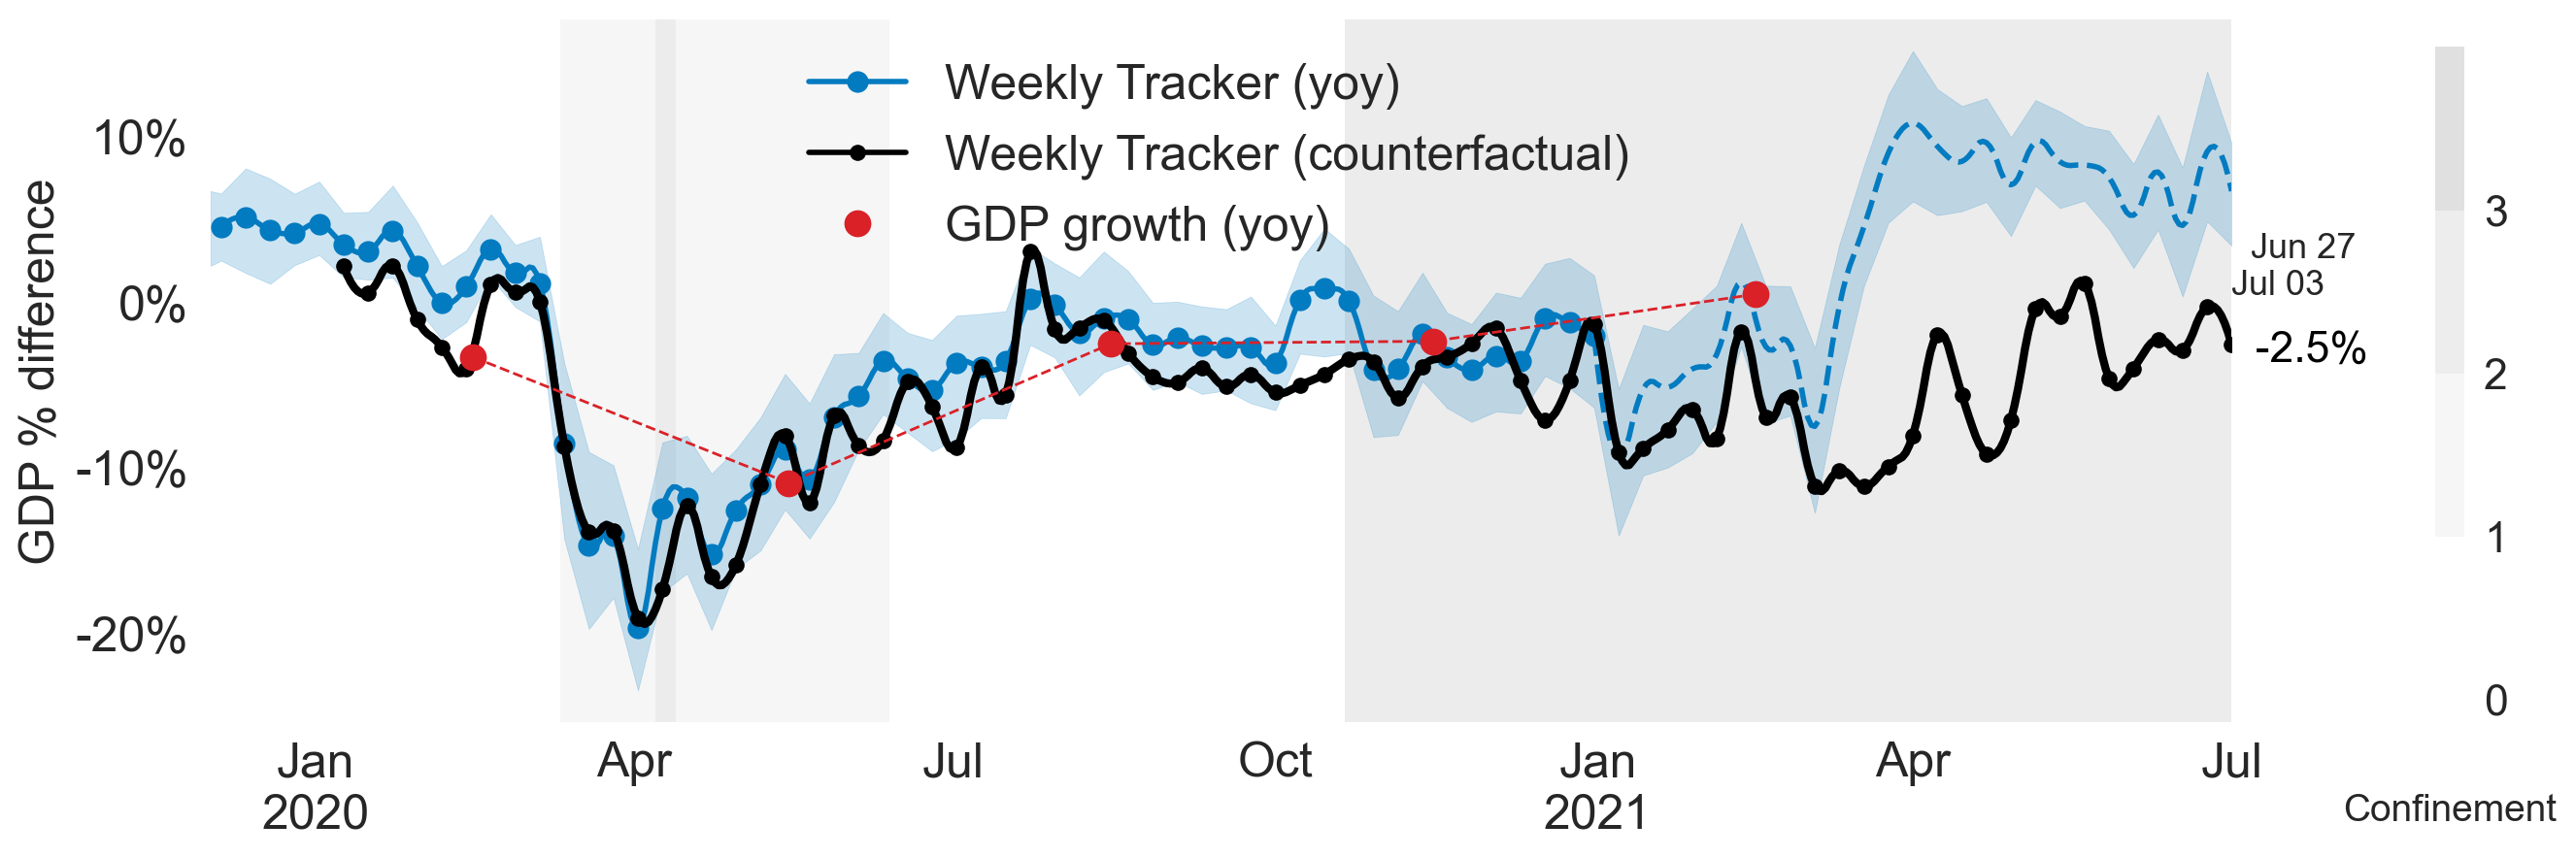 Weekly Tracker (yoy)
Weekly Tracker (counterfactual)
GDP growth (yoy)
GDP % difference
10%
0%
-10%
-20%
Jan
2020
Apr
Jul
Oct
Jan
2021
Apr
Jul
Jun 27
Jul 03
-2.5%
3
2
1
0
Confinement